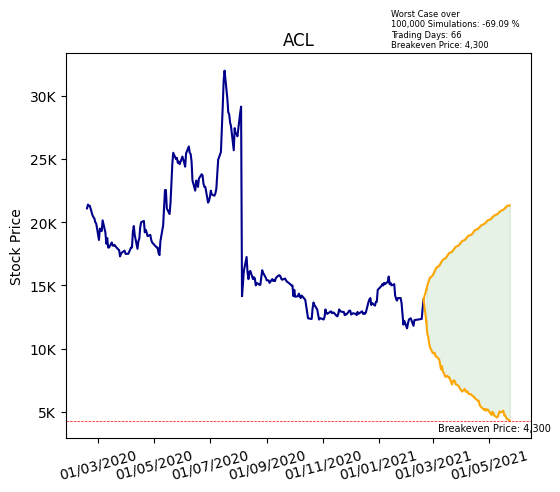 Worst Case over
100,000 Simulations: -69.09 %
Trading Days: 66
Breakeven Price: 4,300
ACL
Stock Price
30K
25K
20K
15K
10K
5K
Breakeven Price: 4,300
01/03/2020
01/05/2020
01/07/2020
01/09/2020
01/11/2020
01/01/2021
01/03/2021
01/05/2021